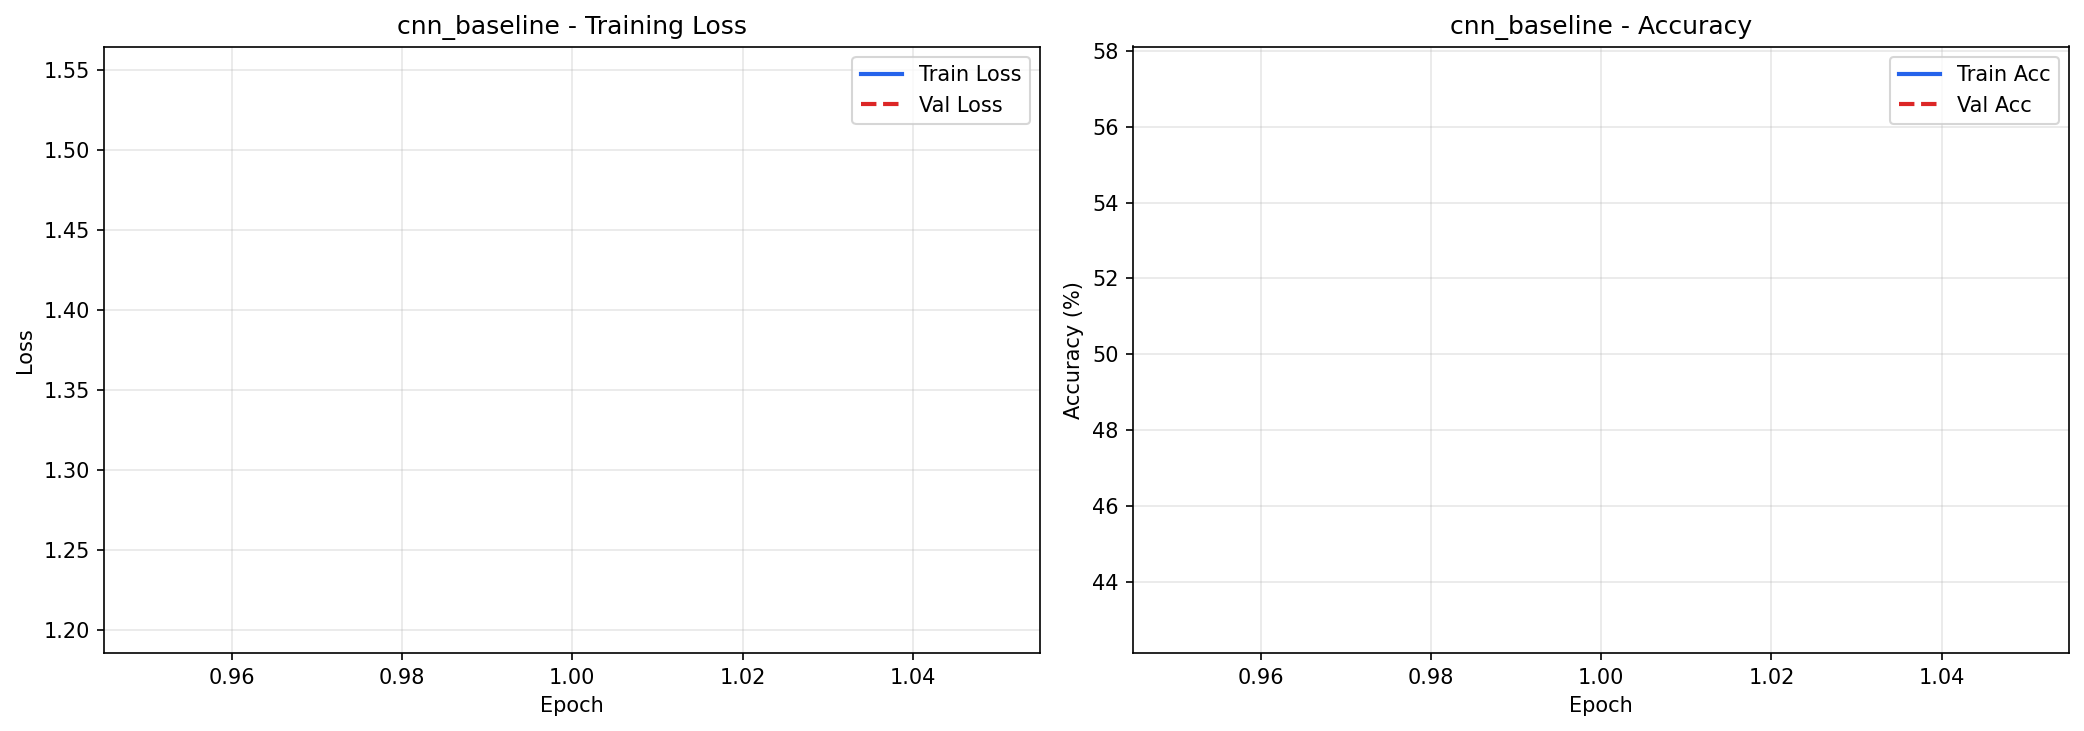 cnn_baseline - Training Loss
1.55
1.50
1.45
1.40
1.35
1.30
1.25
1.20
Loss
Train Loss
Val Loss
0.96 0.98 1.00 1.02 1.04
Epoch
cnn_baseline - Accuracy
58
56
54
52
50
48
46
44
Accuracy (%)
Train Acc
Val Acc
0.96 0.98 1.00 1.02 1.04
Epoch